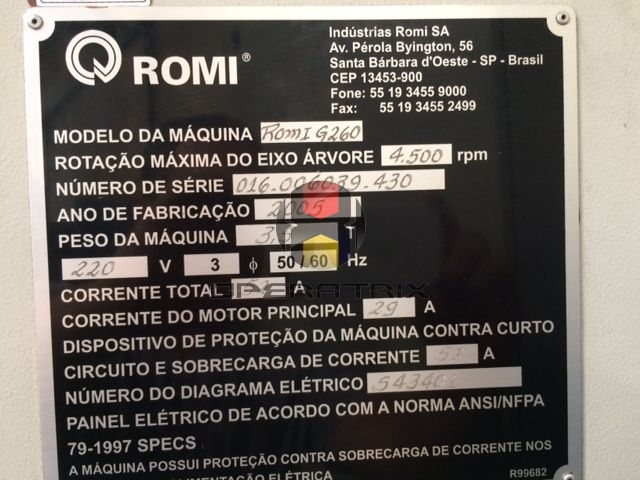 ROMI®
Indústrias Romi SA
Av. Pérola Byington, 56
Santa Bárbara d'Oeste - SP - Brasil
CEP 13453-900
Fone: 55 19 3455 9000
Fax: 55 19 3455 2499
MODELO DA MÁQUINA ROMI G260
ROTAÇÃO MÁXIMA DO EIXO ÁRVORE 4.500 rpm
NÚMERO DE SÉRIE 016.006039.430
ANO DE FABRICAÇÃO 2005
PESO DA MÁQUINA T
220 V 3 ϕ 50/60 Hz
CORRENTE TOTAL A
OPERATRIX
CORRENTE DO MOTOR PRINCIPAL 29 A
DISPOSITIVO DE PROTEÇÃO DA MÁQUINA CONTRA CURTO
CIRCUITO E SOBRECARGA DE CORRENTE A
NÚMERO DO DIAGRAMA ELÉTRICO
PAINEL ELÉTRICO DE ACORDO COM A NORMA ANSI/NFPA
79-1997 SPECS
A MÁQUINA POSSUI PROTEÇÃO CONTRA SOBRECARGA DE CORRENTE NOS
ALIMENTAÇÃO ELÉTRICA
R99682